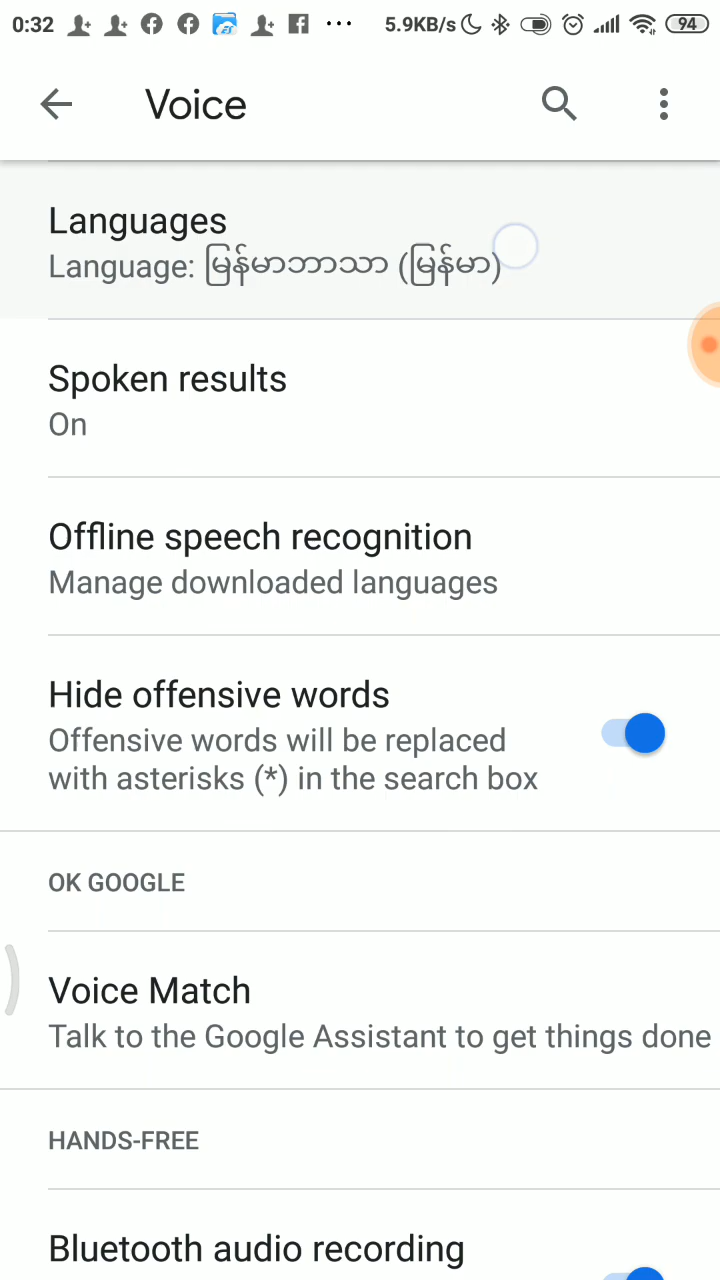 0:32 ... 5.9KB/s 94
Voice
Languages
Language: မြန်မာဘာသာ (မြန်မာ)
Spoken results
On
Offline speech recognition
Manage downloaded languages
Hide offensive words
Offensive words will be replaced
with asterisks (*) in the search box
OK GOOGLE
Voice Match
Talk to the Google Assistant to get things done
HANDS-FREE
Bluetooth audio recording